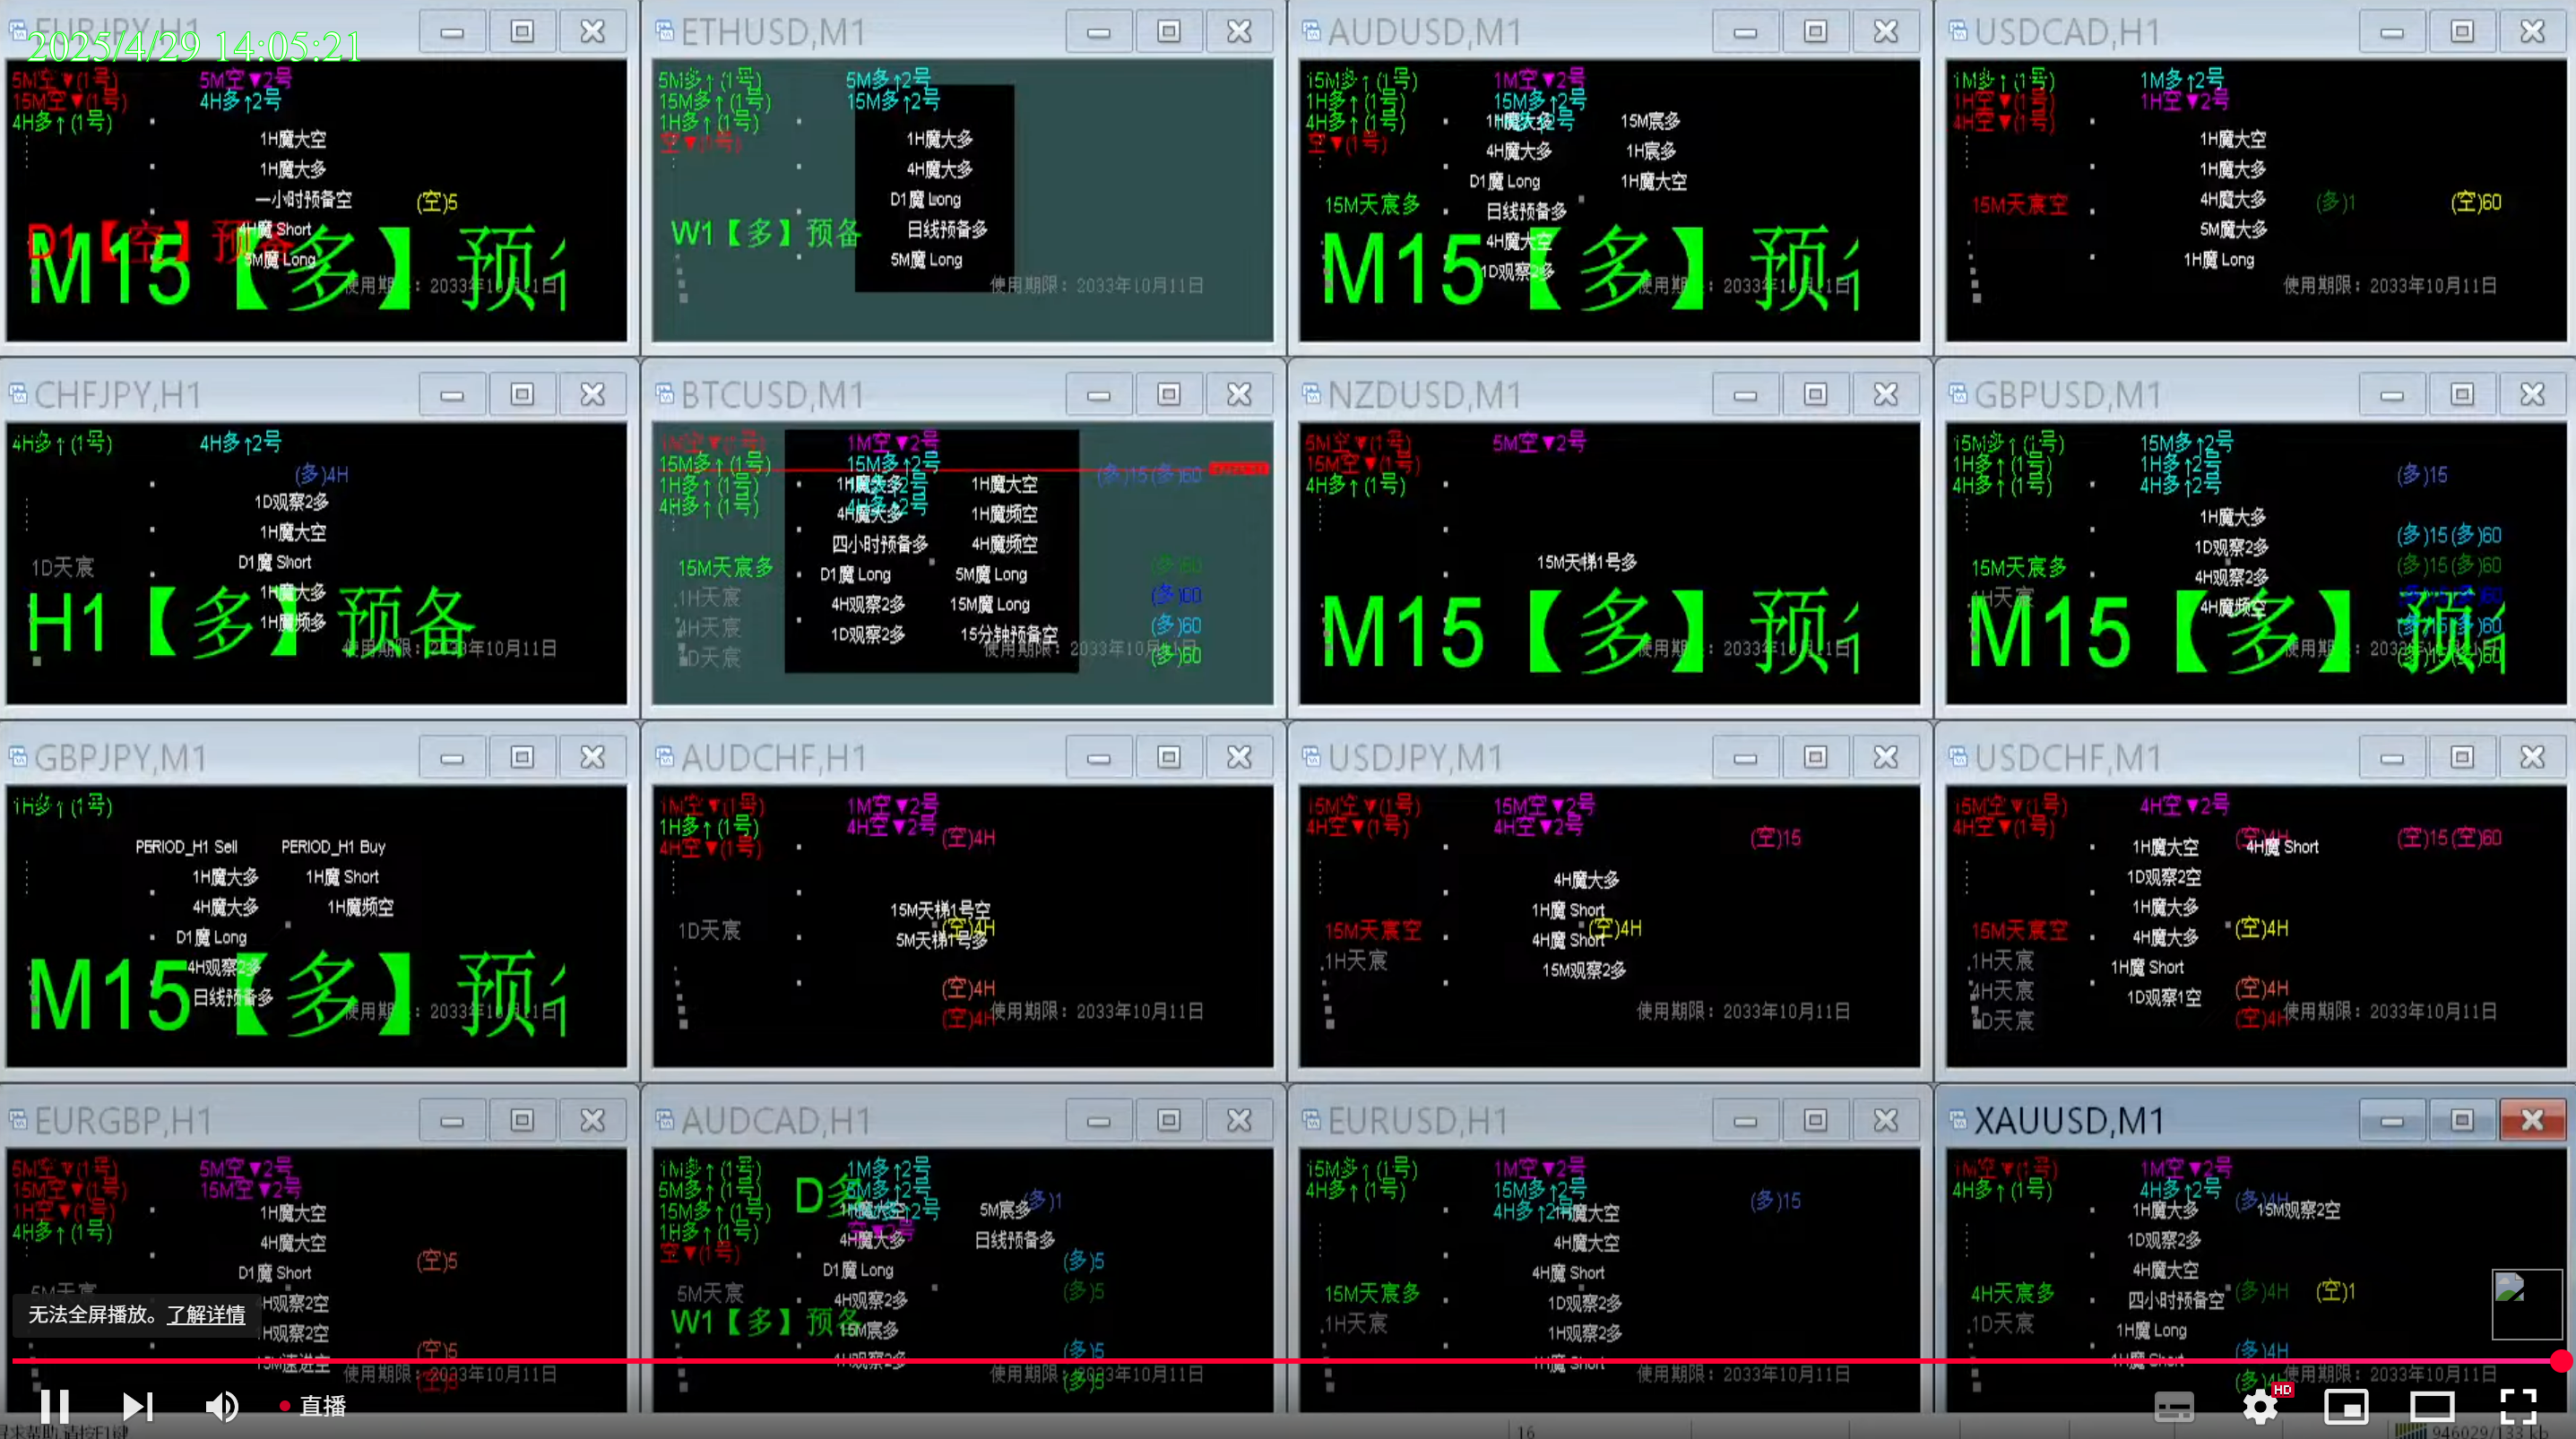 EURJPY,H1
2025/4/29 14:05:21
5M空▼(1号) 5M空▼2号
15M空▼(1号) 4H多↑2号
4H多↑(1号)
1H魔大空
1H魔大多
一小时预备空 (空)5
4H魔 Short
D1【空】预备
5M魔 Long
M15【多】预
使用期限：2033年10月11日
ETHUSD,M1
5M多↑(1号) 5M多↑2号
15M多↑(1号) 15M多↑2号
1H多↑(1号)
空▼(1号)
1H魔大多
4H魔大多
D1魔 Long
日线预备多
W1【多】预备
5M魔 Long
使用期限：2033年10月11日
AUDUSD,M1
15M多↑(1号) 1M空▼2号
1H多↑(1号) 15M多↑2号
4H多↑(1号) 1H魔大多 15M宸多
空▼(1号)
4H魔大多 1H宸多
D1魔 Long 1H魔大空
15M天宸多
日线预备多
4H魔大空
1D观察2多
M15【多】预
使用期限：2033年10月11日
USDCAD,H1
1M多↑(1号) 1M多↑2号
1H空▼(1号) 1H空▼2号
4H空▼(1号)
1H魔大空
1H魔大多
15M天宸空 4H魔大多 (多)1 (空)60
5M魔大多
1H魔 Long
使用期限：2033年10月11日
CHFJPY,H1
4H多↑(1号) 4H多↑2号
(多)4H
1D观察2多
1H魔大空
1D天宸 D1魔 Short
1H魔大多
1H魔频多
H1【多】预备
使用期限：2033年10月11日
BTCUSD,M1
1M空▼(1号) 1M空▼2号
15M多↑(1号) 15M多↑2号 (多)15(多)60
1H多↑(1号) 1H魔大多 1H魔大空
4H多↑(1号) 4H多↑2号
4H魔大多 1H魔频空
四小时预备多 4H魔频空
15M天宸多 D1魔 Long 5M魔 Long (多)60
1H天宸 4H观察2多 15M魔 Long (多)60
4H天宸 1D观察2多 15分钟预备空 (多)60
1D天宸 (多)60
使用期限：2033年10月11日
NZDUSD,M1
5M空▼(1号) 5M空▼2号
15M空▼(1号)
4H多↑(1号)
15M天梯1号多
M15【多】预
使用期限：2033年10月11日
GBPUSD,M1
15M多↑(1号) 15M多↑2号
1H多↑(1号) 1H多↑2号 (多)15
4H多↑(1号) 4H多↑2号
1H魔大多 (多)15(多)60
1D观察2多
15M天宸多 4H观察2多 (多)15(多)60
1H天宸 4H魔频空
(多)15(多)60
M15【多】预
使用期限：2033年10月11日
(多)15(多)60
GBPJPY,M1
1H多↑(1号)
PERIOD_H1 Sell PERIOD_H1 Buy
1H魔大多 1H魔 Short
4H魔大多 1H魔频空
D1魔 Long
4H观察2多
日线预备多
M15【多】预
使用期限：2033年10月11日
AUDCHF,H1
1M空▼(1号) 1M空▼2号
1H多↑(1号) 4H空▼2号
4H空▼(1号) (空)4H
15M天梯1号空
1D天宸 (空)4H
5M天梯1号多
(空)4H
(空)4H
使用期限：2033年10月11日
USDJPY,M1
15M空▼(1号) 15M空▼2号
4H空▼(1号) 4H空▼2号 (空)15
4H魔大多
1H魔 Short
15M天宸空 (空)4H
4H魔 Short
1H天宸 15M观察2多
使用期限：2033年10月11日
USDCHF,M1
15M空▼(1号) 4H空▼2号
4H空▼(1号) (空)4H (空)15(空)60
1H魔大空 4H魔 Short
1D观察2空
1H魔大多
15M天宸空 4H魔大多 (空)4H
1H天宸 1H魔 Short
4H天宸 1D观察1空 (空)4H
1D天宸 (空)4H
使用期限：2033年10月11日
EURGBP,H1
5M空▼(1号) 5M空▼2号
15M空▼(1号) 15M空▼2号
1H空▼(1号) 1H魔大空
4H多↑(1号) 4H魔大空
(空)5
D1魔 Short
5M天宸
4H观察2空
1H观察2空
(空)5
15M速进空
使用期限：2033年10月11日
AUDCAD,H1
1M多↑(1号) 1M多↑2号
5M多↑(1号) 5M多↑2号
D多
15M多↑(1号) 5M宸多 (多)1
1H多↑(1号) 空▼2号
4H魔大多 日线预备多
空▼(1号)
D1魔 Long (多)5
5M天宸 4H观察2多 (多)5
W1【多】预备
15M宸多
(多)5
1H观察2多
(多)5
使用期限：2033年10月11日
EURUSD,H1
15M多↑(1号) 1M空▼2号
4H多↑(1号) 15M多↑2号 (多)15
4H多↑2号 1H魔大空
4H魔大空
4H魔 Short
15M天宸多 1D观察2多
1H天宸 1H观察2多
1H魔 Short
使用期限：2033年10月11日
XAUUSD,M1
1M空▼(1号) 1M空▼2号
4H多↑(1号) 4H多↑2号 (多)4H
1H魔大多 15M观察2空
1D观察2多
4H魔大空
4H天宸多 四小时预备空 (多)4H (空)1
1D天宸 1H魔 Long
(多)4H
1H魔 Short
(多)4H
使用期限：2033年10月11日
无法全屏播放。了解详情
直播
HD
16
946029/133 kb